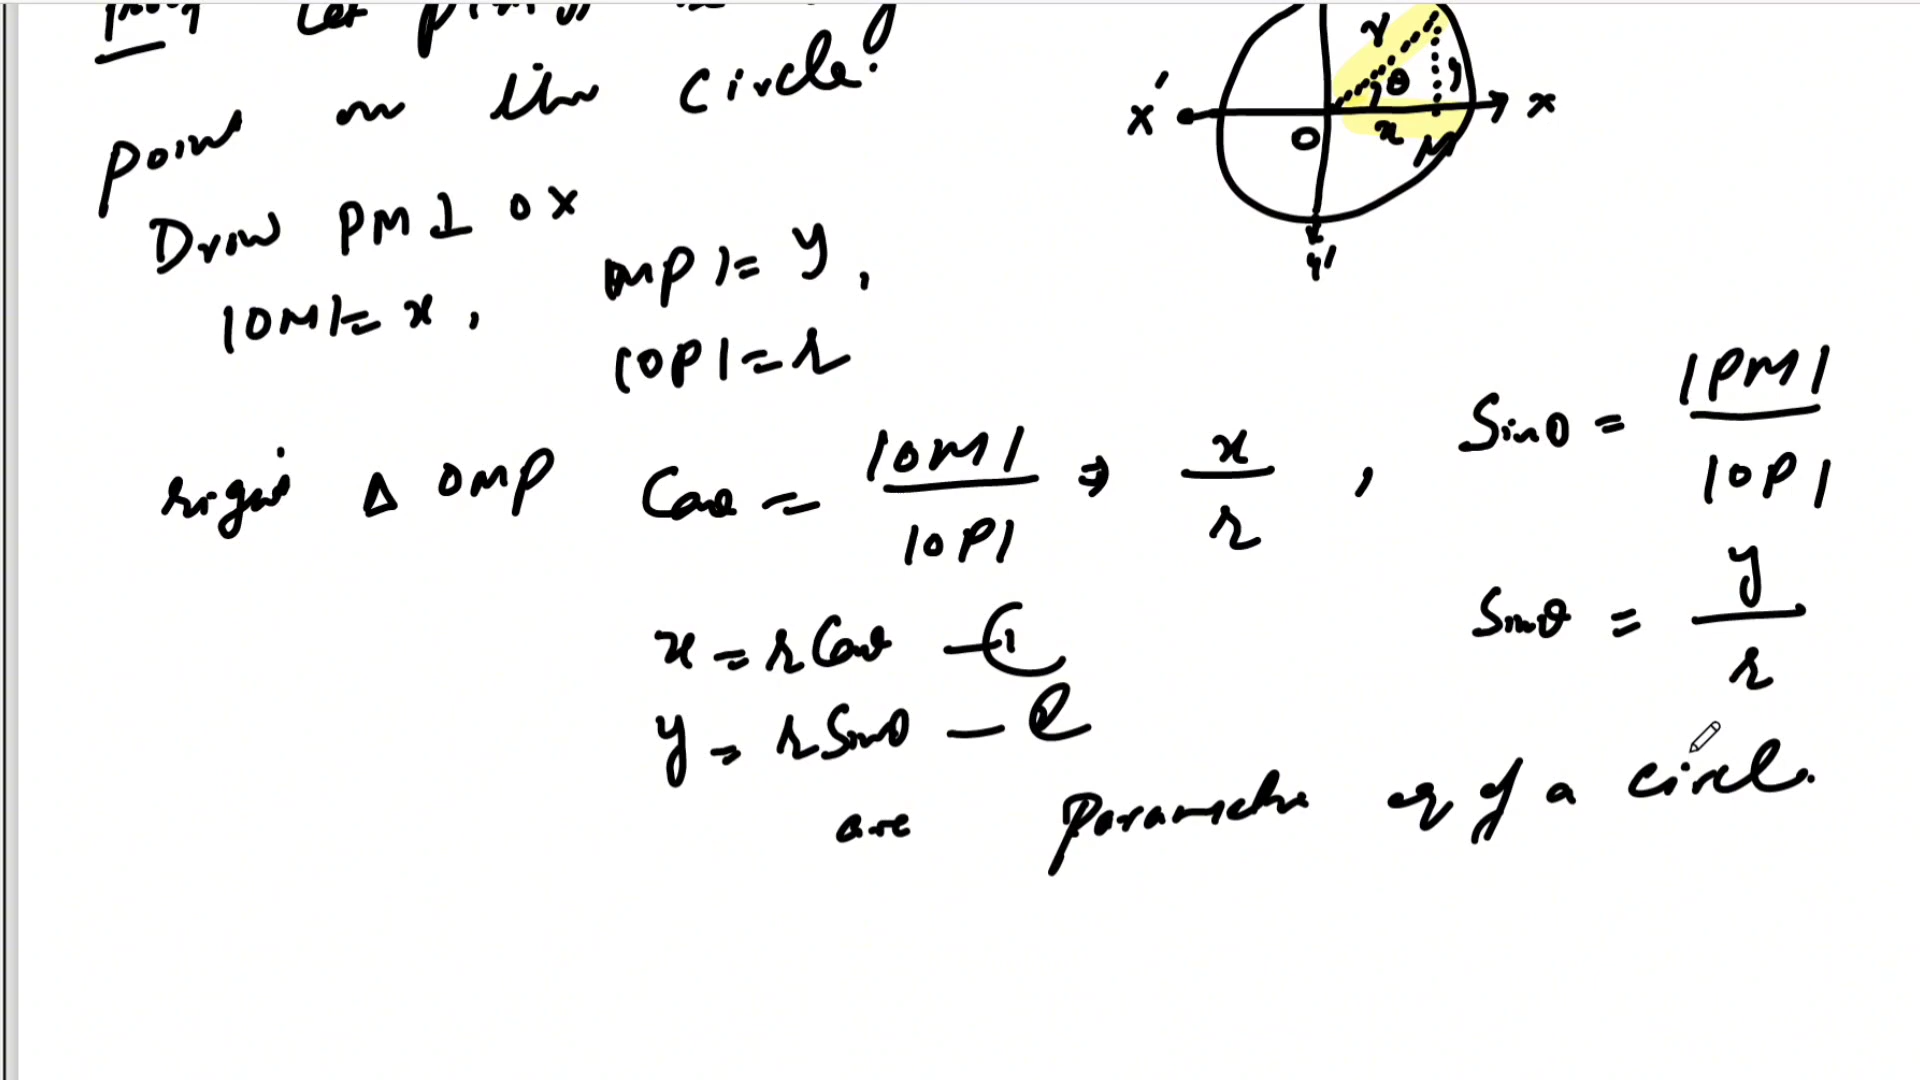 Let
point on the circle.
Draw PM ⊥ OX
|OM| = x, |MP| = y,
|OP| = r
right Δ OMP Cosθ = |OM| / |OP| ⇒ x / r , Sinθ = |PM| / |OP|
Sinθ = y / r
x = r Cosθ — 1
y = r Sinθ — 2
are Parametric eq of a circle.
r
θ
y
X'
X
O
x
M
Y'